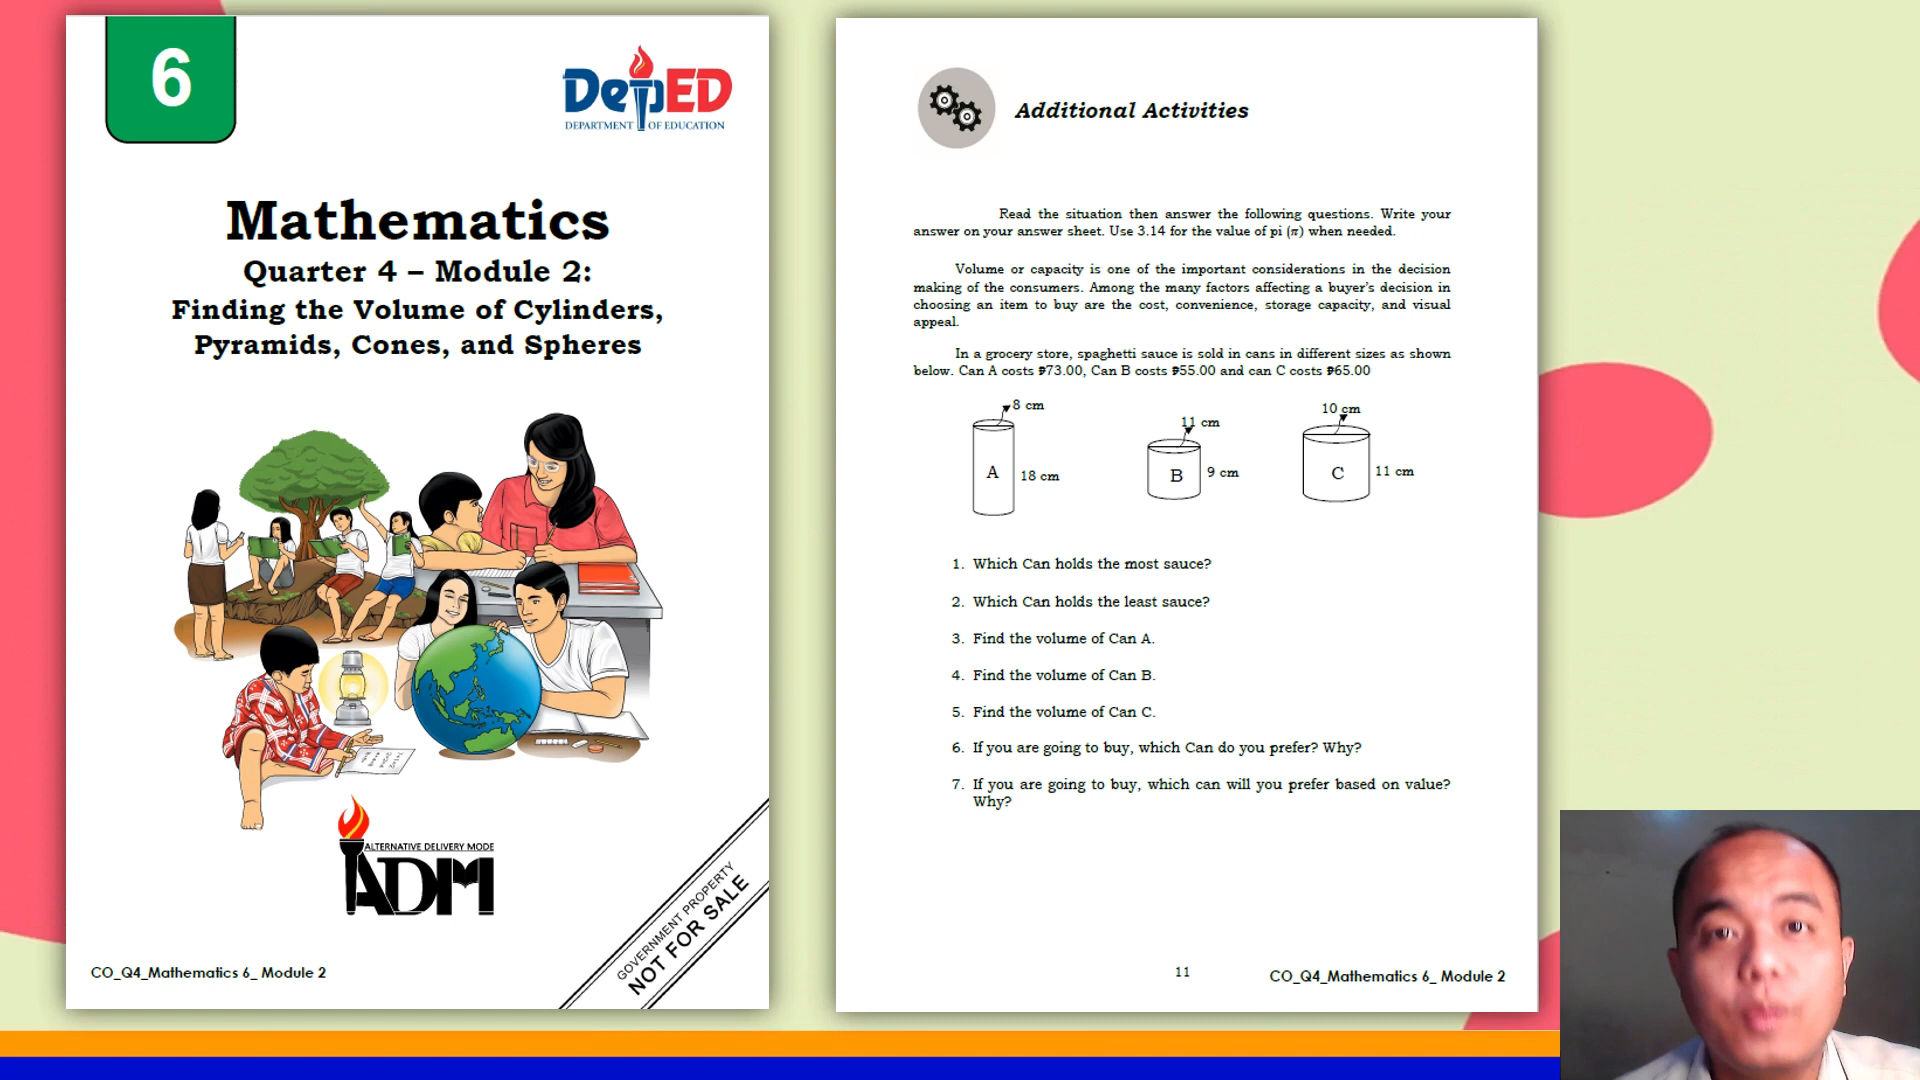 6
DepED
DEPARTMENT OF EDUCATION
Mathematics
Quarter 4 – Module 2:
Finding the Volume of Cylinders,
Pyramids, Cones, and Spheres
ALTERNATIVE DELIVERY MODE
ADM
GOVERNMENT PROPERTY
NOT FOR SALE
CO_Q4_Mathematics 6_ Module 2
Additional Activities
Read the situation then answer the following questions. Write your
answer on your answer sheet. Use 3.14 for the value of pi (π) when needed.
Volume or capacity is one of the important considerations in the decision
making of the consumers. Among the many factors affecting a buyer’s decision in
choosing an item to buy are the cost, convenience, storage capacity, and visual
appeal.
In a grocery store, spaghetti sauce is sold in cans in different sizes as shown
below. Can A costs ₱73.00, Can B costs ₱55.00 and can C costs ₱65.00
8 cm
A
18 cm
11 cm
B
9 cm
10 cm
C
11 cm
1. Which Can holds the most sauce?
2. Which Can holds the least sauce?
3. Find the volume of Can A.
4. Find the volume of Can B.
5. Find the volume of Can C.
6. If you are going to buy, which Can do you prefer? Why?
7. If you are going to buy, which can will you prefer based on value?
Why?
11
CO_Q4_Mathematics 6_ Module 2